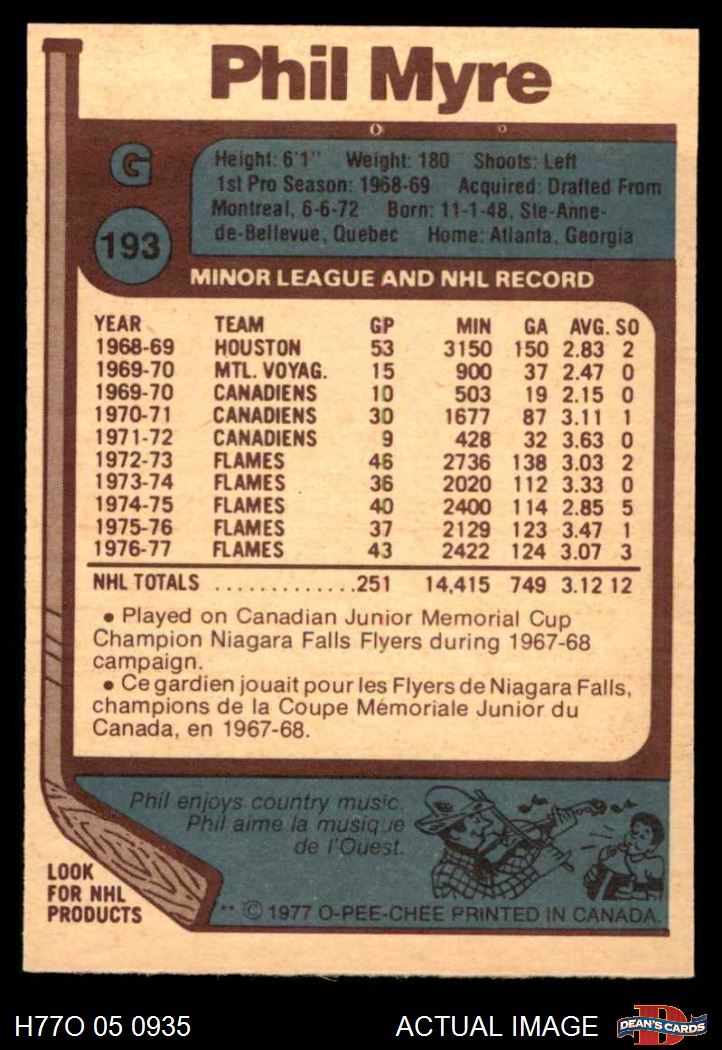 Phil Myre
G
193
Height: 6'1" Weight: 180 Shoots: Left
1st Pro Season: 1968-69 Acquired: Drafted From
Montreal, 6-6-72 Born: 11-1-48, Ste-Anne-
de-Bellevue, Quebec Home: Atlanta, Georgia
MINOR LEAGUE AND NHL RECORD
YEAR TEAM GP MIN GA AVG. SO
1968-69 HOUSTON 53 3150 150 2.83 2
1969-70 MTL. VOYAG. 15 900 37 2.47 0
1969-70 CANADIENS 10 503 19 2.15 0
1970-71 CANADIENS 30 1677 87 3.11 1
1971-72 CANADIENS 9 428 32 3.63 0
1972-73 FLAMES 46 2736 138 3.03 2
1973-74 FLAMES 36 2020 112 3.33 0
1974-75 FLAMES 40 2400 114 2.85 5
1975-76 FLAMES 37 2129 123 3.47 1
1976-77 FLAMES 43 2422 124 3.07 3
NHL TOTALS .............251 14,415 749 3.12 12
• Played on Canadian Junior Memorial Cup
Champion Niagara Falls Flyers during 1967-68
campaign.
• Ce gardien jouait pour les Flyers de Niagara Falls,
champions de la Coupe Mémoriale Junior du
Canada, en 1967-68.
Phil enjoys country music.
Phil aime la musique
de l'Ouest.
LOOK
FOR NHL
PRODUCTS
** © 1977 O-PEE-CHEE PRINTED IN CANADA.
H77O 05 0935 ACTUAL IMAGE
D
DEAN'S CARDS